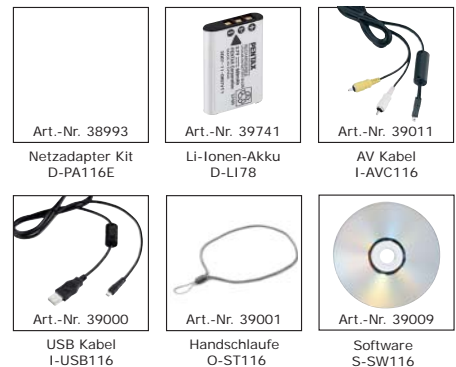 Art.-Nr. 38993
Netzadapter Kit
D-PA116E
PENTAX
Art.-Nr. 39741
Li-Ionen-Akku
D-LI78
Art.-Nr. 39011
AV Kabel
I-AVC116
Art.-Nr. 39000
USB Kabel
I-USB116
Art.-Nr. 39001
Handschlaufe
O-ST116
Art.-Nr. 39009
Software
S-SW116